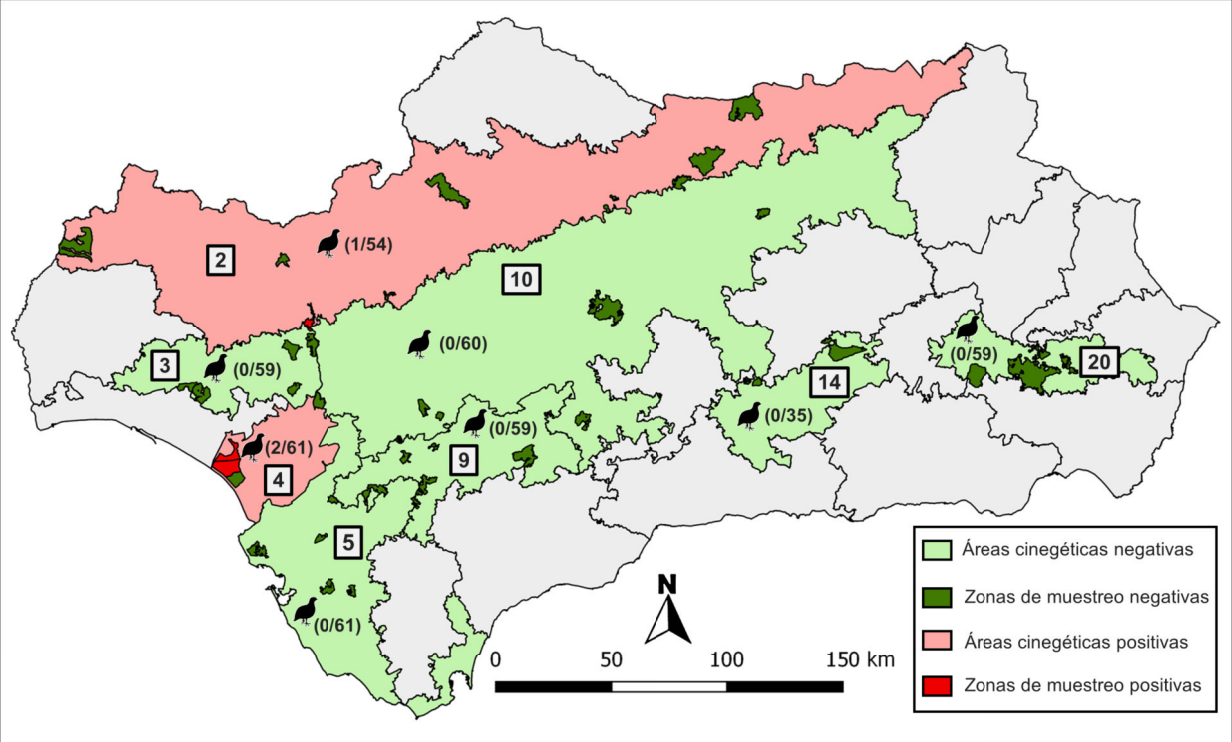 2
(1/54)
10
(0/60)
3
(0/59)
(0/59)
20
14
(0/35)
(0/59)
9
(2/61)
4
5
(0/61)
N
0 50 100 150 km
Áreas cinegéticas negativas
Zonas de muestreo negativas
Áreas cinegéticas positivas
Zonas de muestreo positivas